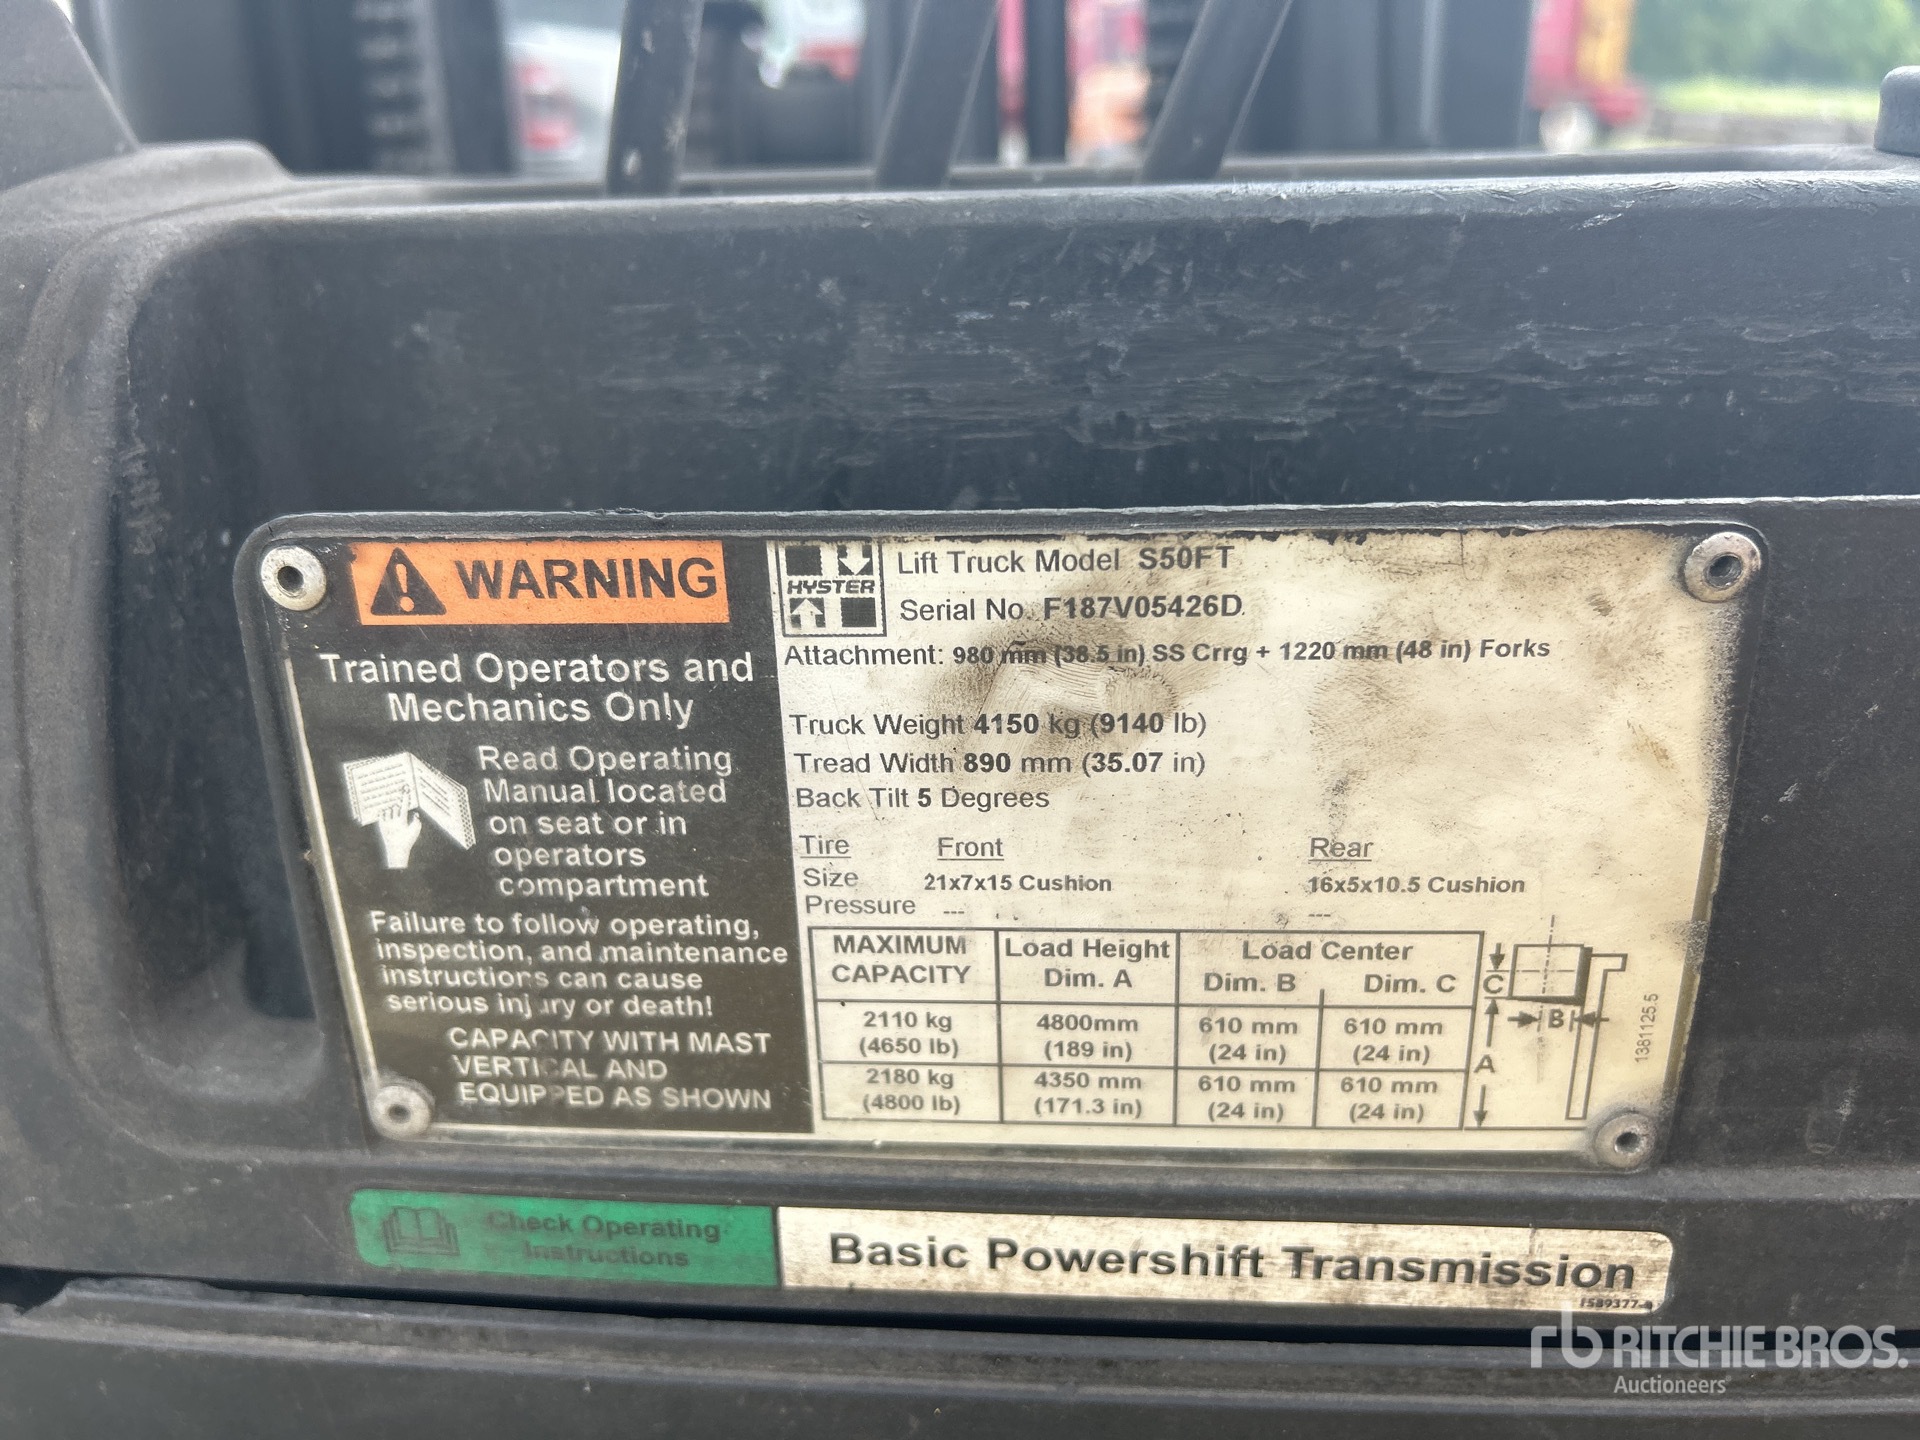 WARNING
Trained Operators and
Mechanics Only
Read Operating
Manual located
on seat or in
operators
compartment
Failure to follow operating,
inspection, and maintenance
instructions can cause
serious injury or death!
CAPACITY WITH MAST
VERTICAL AND
EQUIPPED AS SHOWN
HYSTER
Lift Truck Model S50FT
Serial No. F187V05426D
Attachment: 980 mm (38.5 in) SS Crrg + 1220 mm (48 in) Forks
Truck Weight 4150 kg (9140 lb)
Tread Width 890 mm (35.07 in)
Back Tilt 5 Degrees
Tire Front Rear
Size 21x7x15 Cushion 16x5x10.5 Cushion
Pressure --- ---
MAXIMUM CAPACITY Load Height Dim. A Load Center
Dim. B Dim. C
2110 kg 4800mm 610 mm 610 mm
(4650 lb) (189 in) (24 in) (24 in)
2180 kg 4350 mm 610 mm 610 mm
(4800 lb) (171.3 in) (24 in) (24 in)
C
B
A
1381125.5
Check Operating
Instructions
Basic Powershift Transmission
rb RITCHIE BROS.
Auctioneers